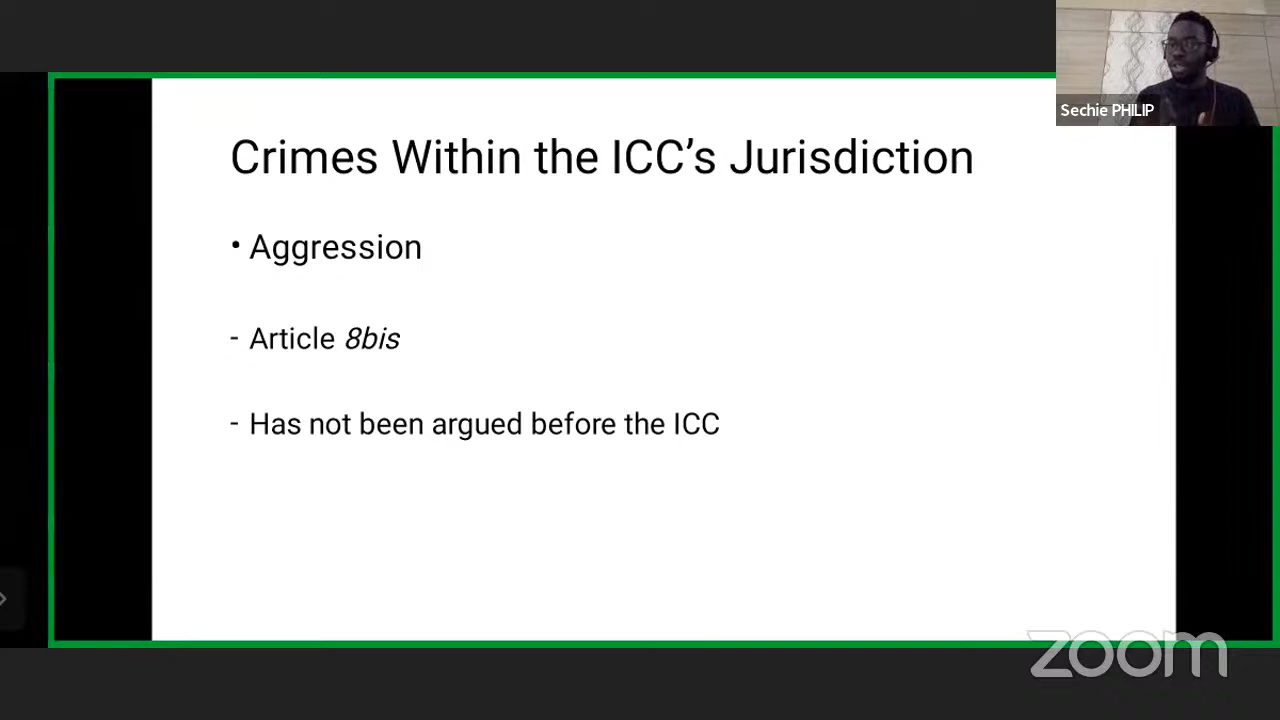 Sechie PHILIP
Crimes Within the ICC’s Jurisdiction
• Aggression
- Article 8bis
- Has not been argued before the ICC
zoom